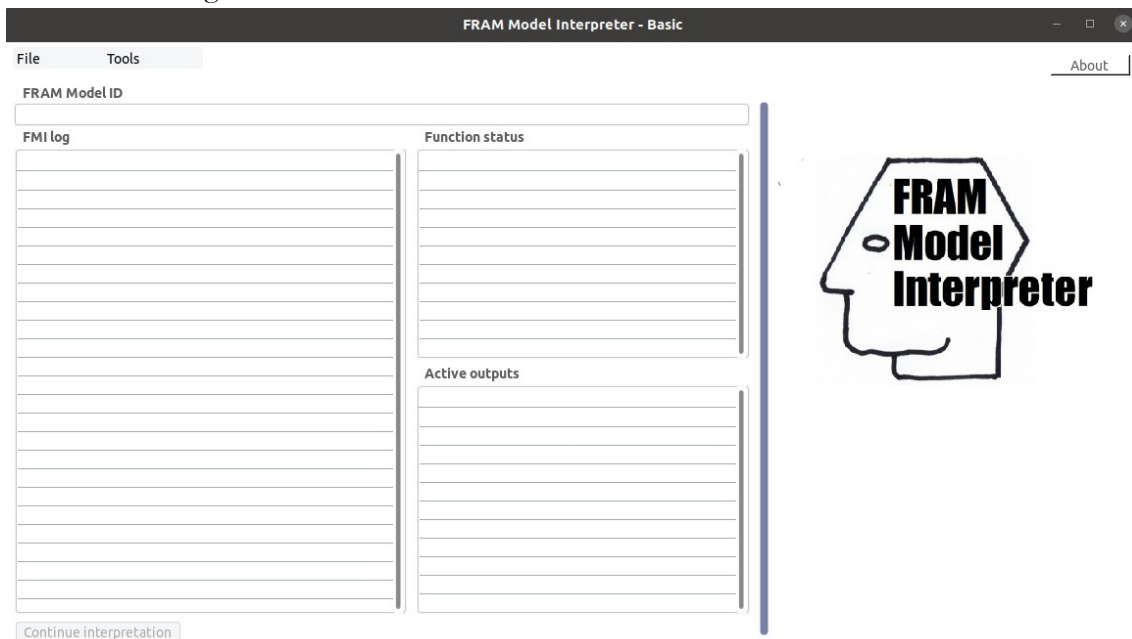 FRAM Model Interpreter - Basic
File Tools
About
FRAM Model ID
FMI log
Function status
Active outputs
FRAM
Model
Interpreter
Continue interpretation